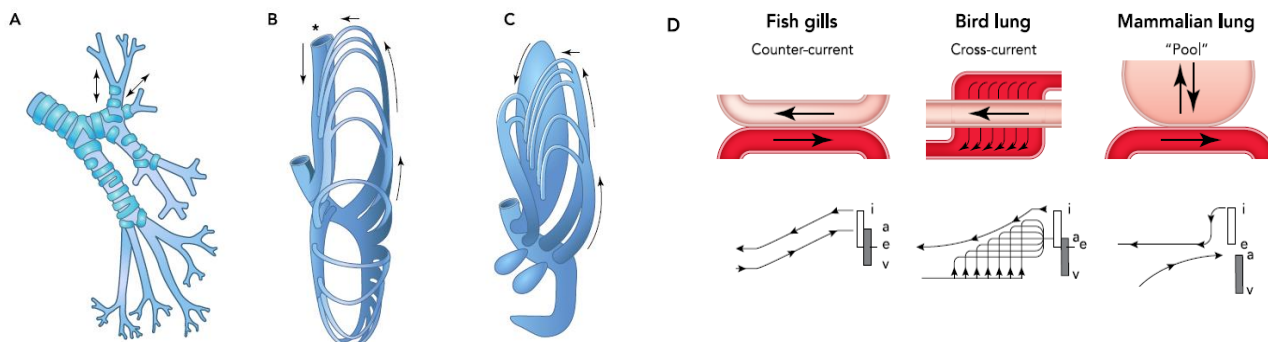 A
B
*
C
D
Fish gills
Counter-current
Bird lung
Cross-current
Mammalian lung
"Pool"
i
a
e
v
i
a
e
v
i
e
a
v